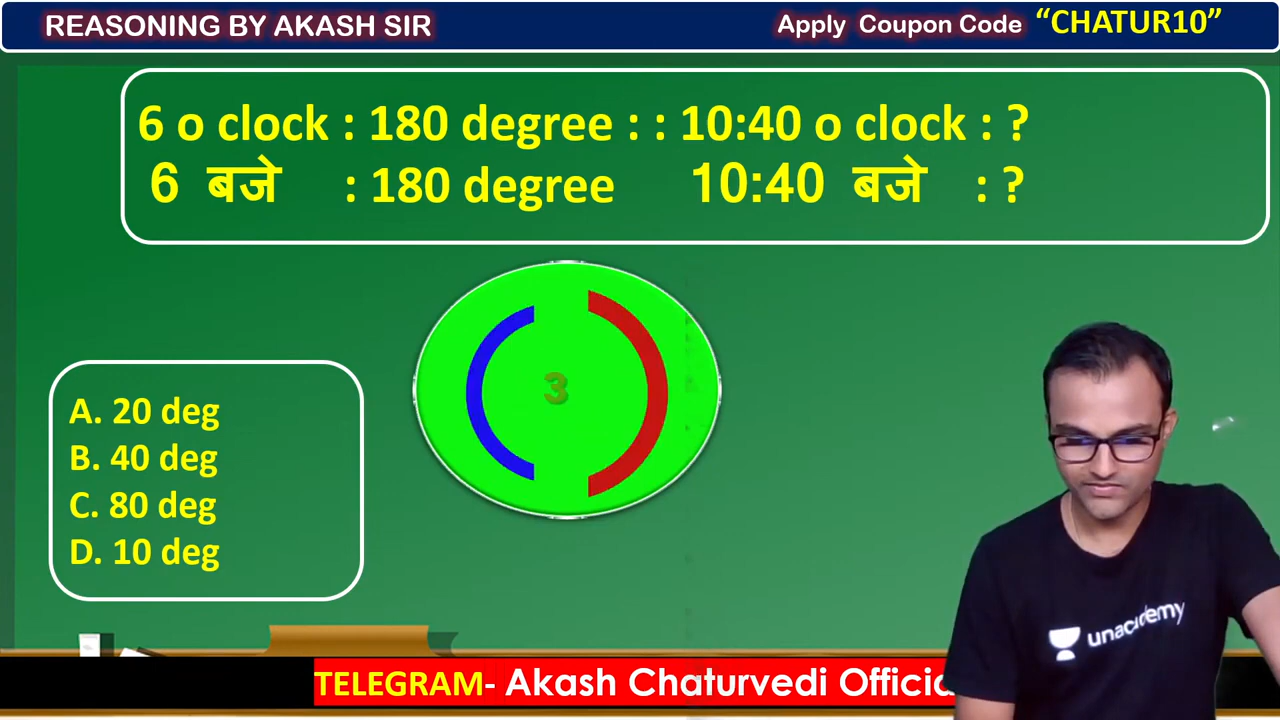 REASONING BY AKASH SIR
Apply Coupon Code “CHATUR10”
6 o clock : 180 degree : : 10:40 o clock : ?
6 बजे : 180 degree 10:40 बजे : ?
3
A. 20 deg
B. 40 deg
C. 80 deg
D. 10 deg
unacademy
TELEGRAM- Akash Chaturvedi